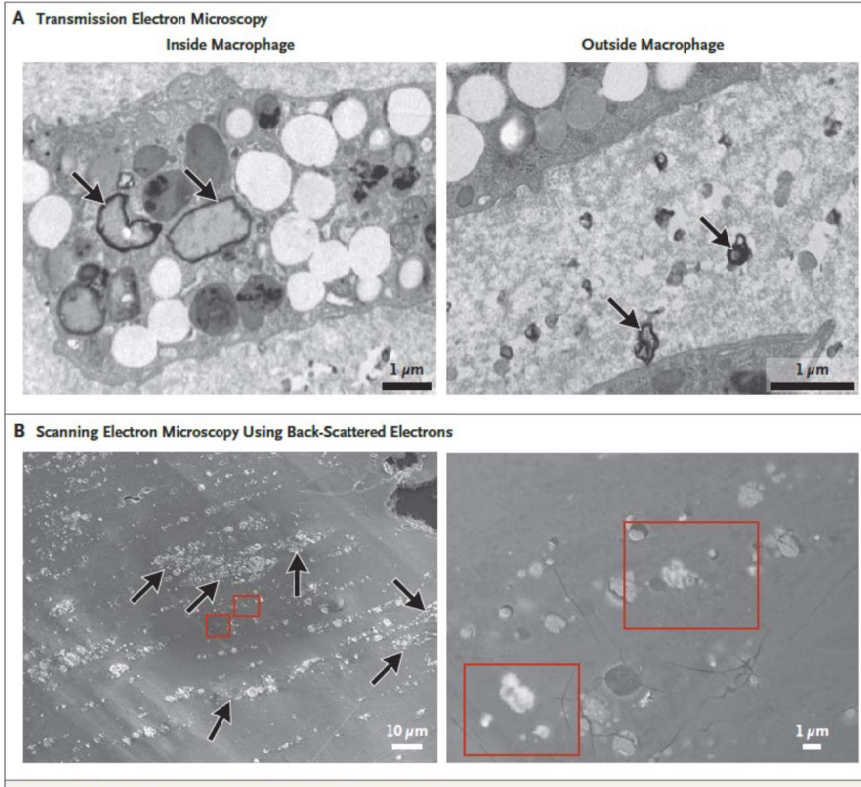 A Transmission Electron Microscopy
Inside Macrophage
Outside Macrophage
1 µm
1 µm
B Scanning Electron Microscopy Using Back-Scattered Electrons
10 µm
1 µm